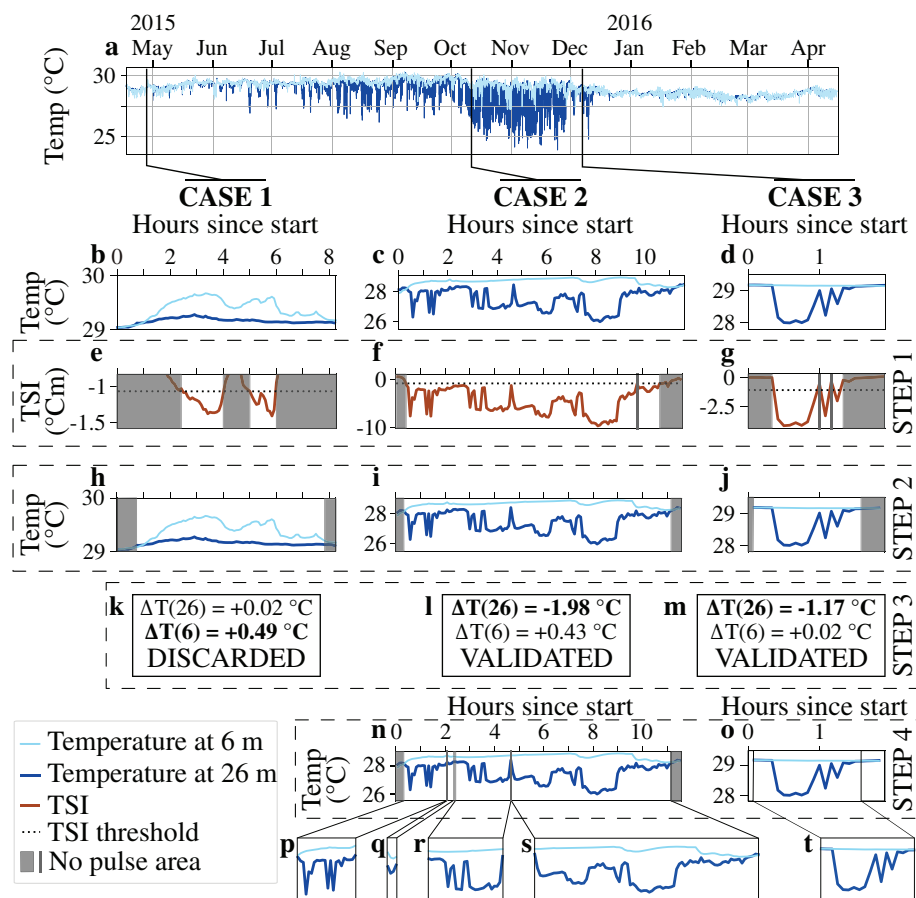 2015 2016
a May Jun Jul Aug Sep Oct Nov Dec Jan Feb Mar Apr
Temp (°C)
30
25
CASE 1 CASE 2 CASE 3
Hours since start Hours since start Hours since start
b 0 2 4 6 8 c 0 2 4 6 8 10 d 0 1
Temp
(°C)
30 28 29
29 26 28
e f g
TSI
(°Cm)
-1 0 0
-1.5 -10 -2.5
STEP 1
h i j
Temp
(°C)
30 28 29
29 26 28
STEP 2
k l m
ΔT(26) = +0.02 °C ΔT(26) = -1.98 °C ΔT(26) = -1.17 °C
ΔT(6) = +0.49 °C ΔT(6) = +0.43 °C ΔT(6) = +0.02 °C
DISCARDED VALIDATED VALIDATED
STEP 3
Hours since start Hours since start
n 0 2 4 6 8 10 o 0 1
Temp
(°C)
28 29
26 28
STEP 4
p q r s t
Temperature at 6 m
Temperature at 26 m
TSI
TSI threshold
No pulse area